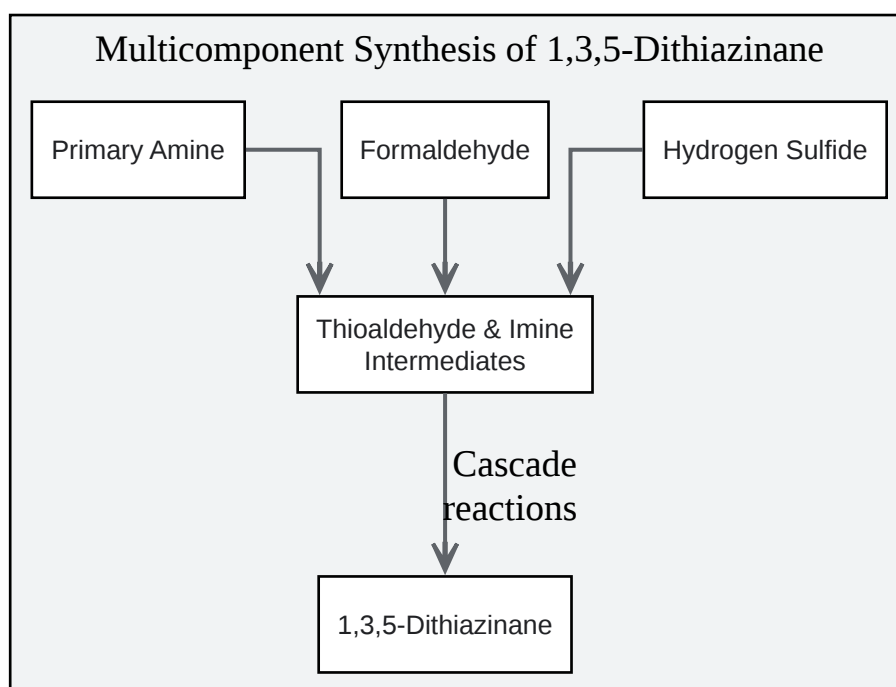 Multicomponent Synthesis of 1,3,5-Dithiazinane
Primary Amine
Formaldehyde
Hydrogen Sulfide
Thioaldehyde & Imine
Intermediates
Cascade
reactions
1,3,5-Dithiazinane